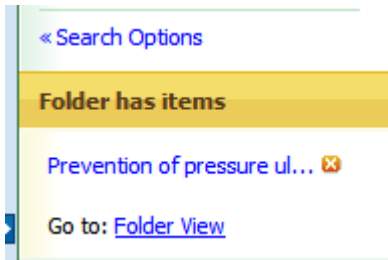 « Search Options
Folder has items
Prevention of pressure ul...
Go to: Folder View